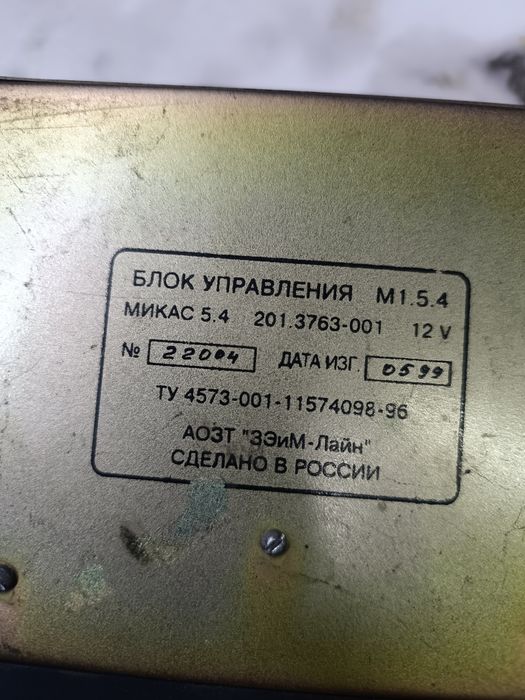 БЛОК УПРАВЛЕНИЯ М1.5.4
МИКАС 5.4 201.3763-001 12 V
№ 22004 ДАТА ИЗГ. 0599
ТУ 4573-001-11574098-96
АОЗТ "ЗЭиМ-Лайн"
СДЕЛАНО В РОССИИ